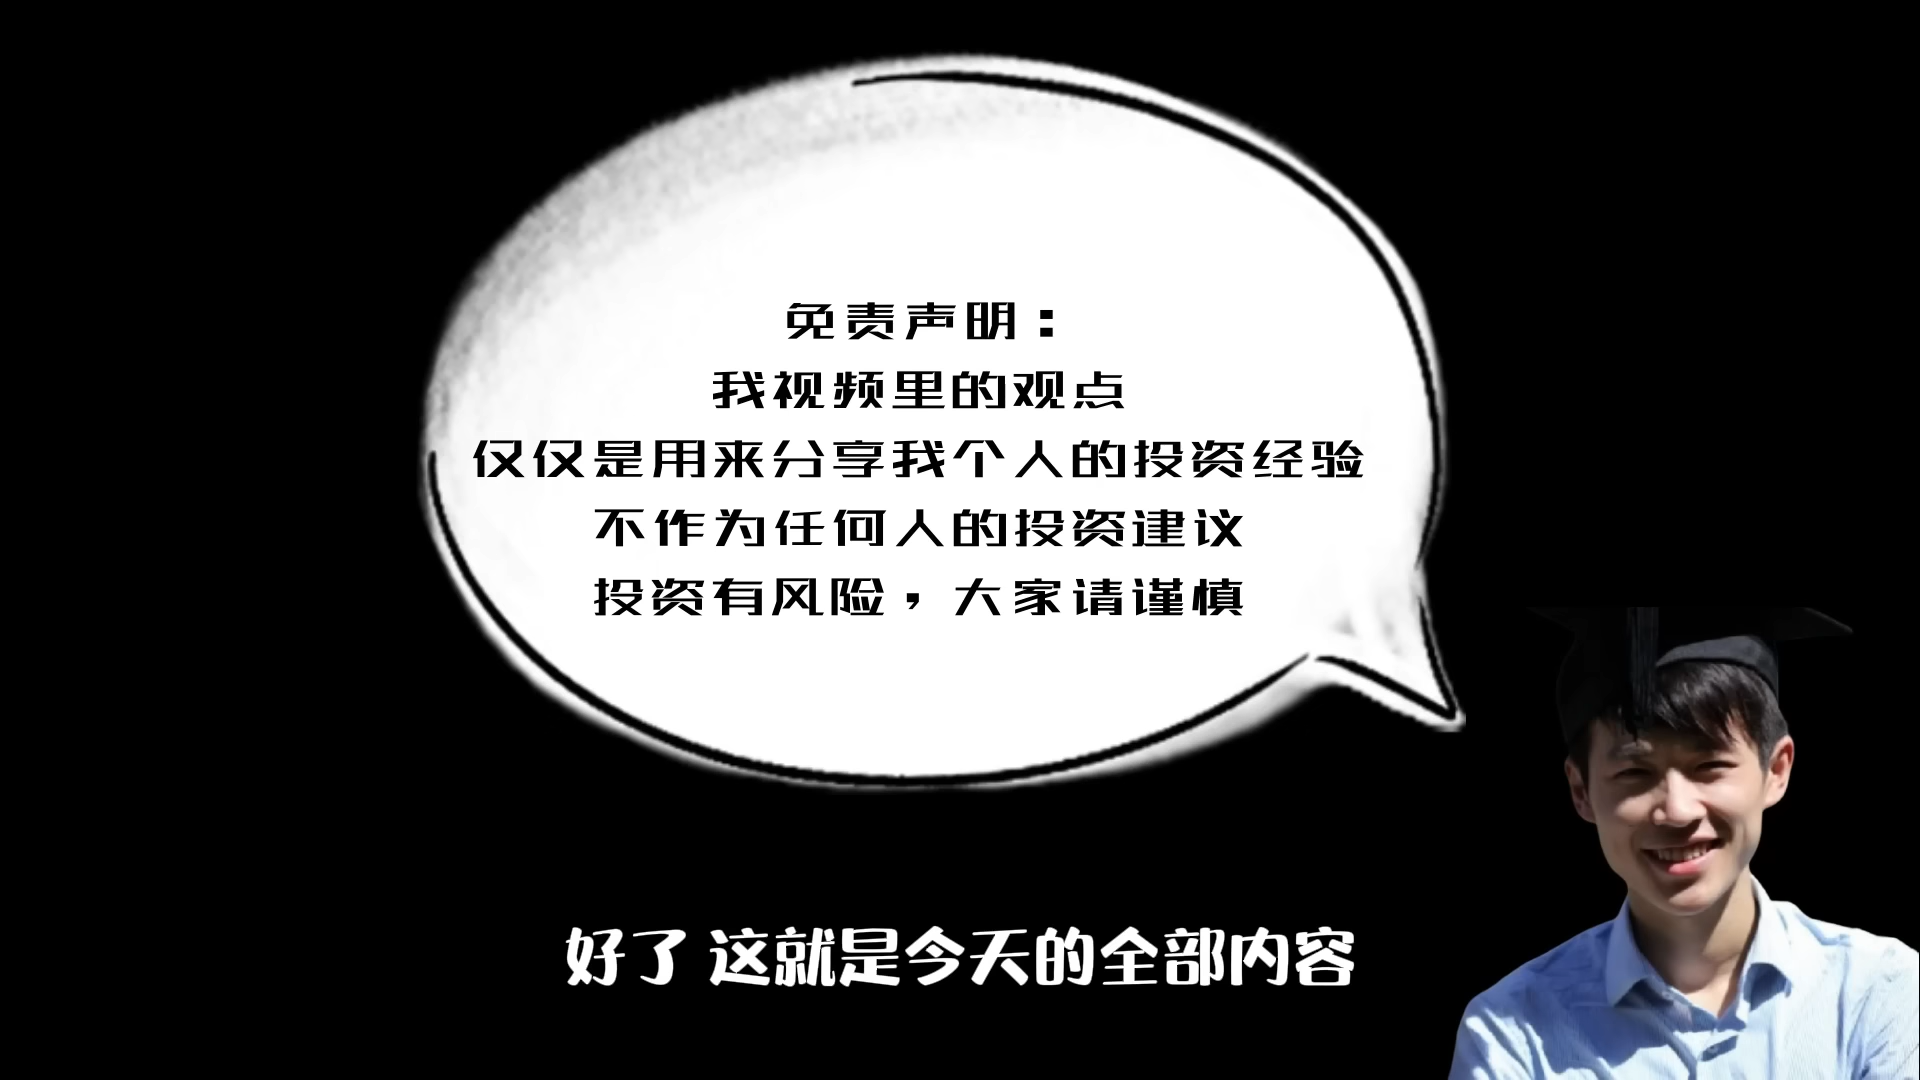 免责声明：
我视频里的观点
仅仅是用来分享我个人的投资经验
不作为任何人的投资建议
投资有风险，大家请谨慎
好了 这就是今天的全部内容